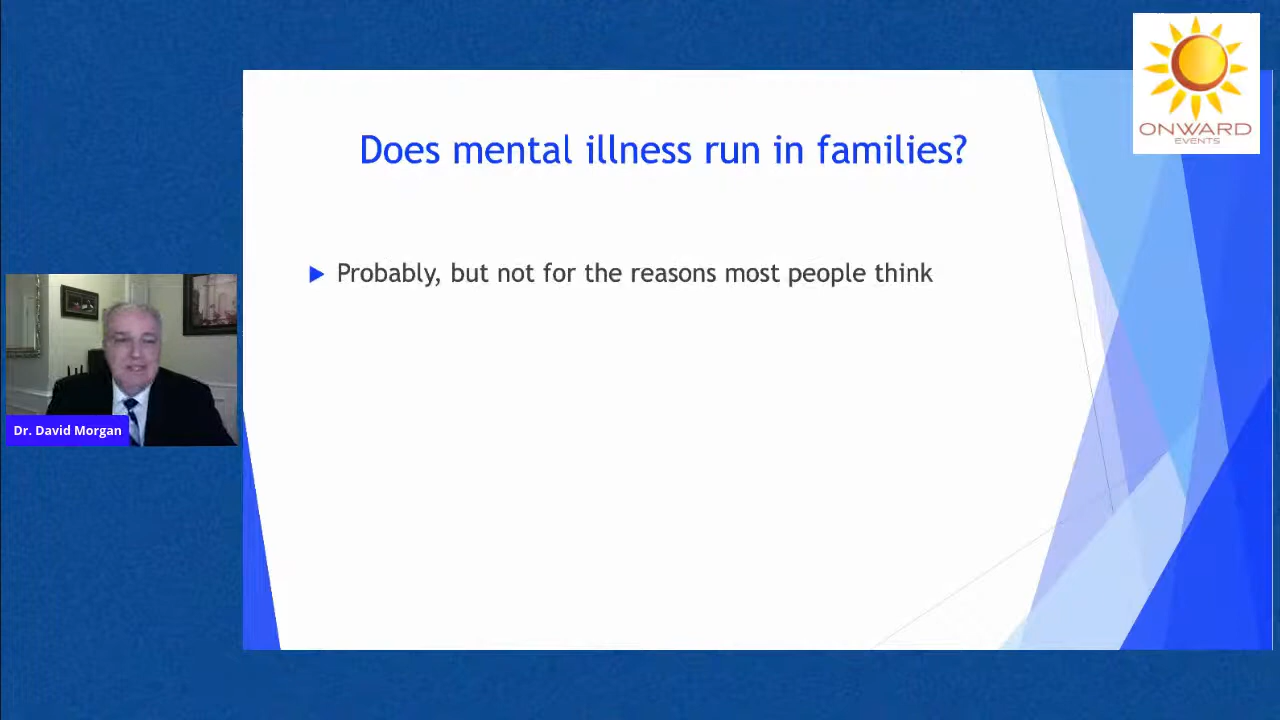 ONWARD
EVENTS
Does mental illness run in families?
Probably, but not for the reasons most people think
Dr. David Morgan